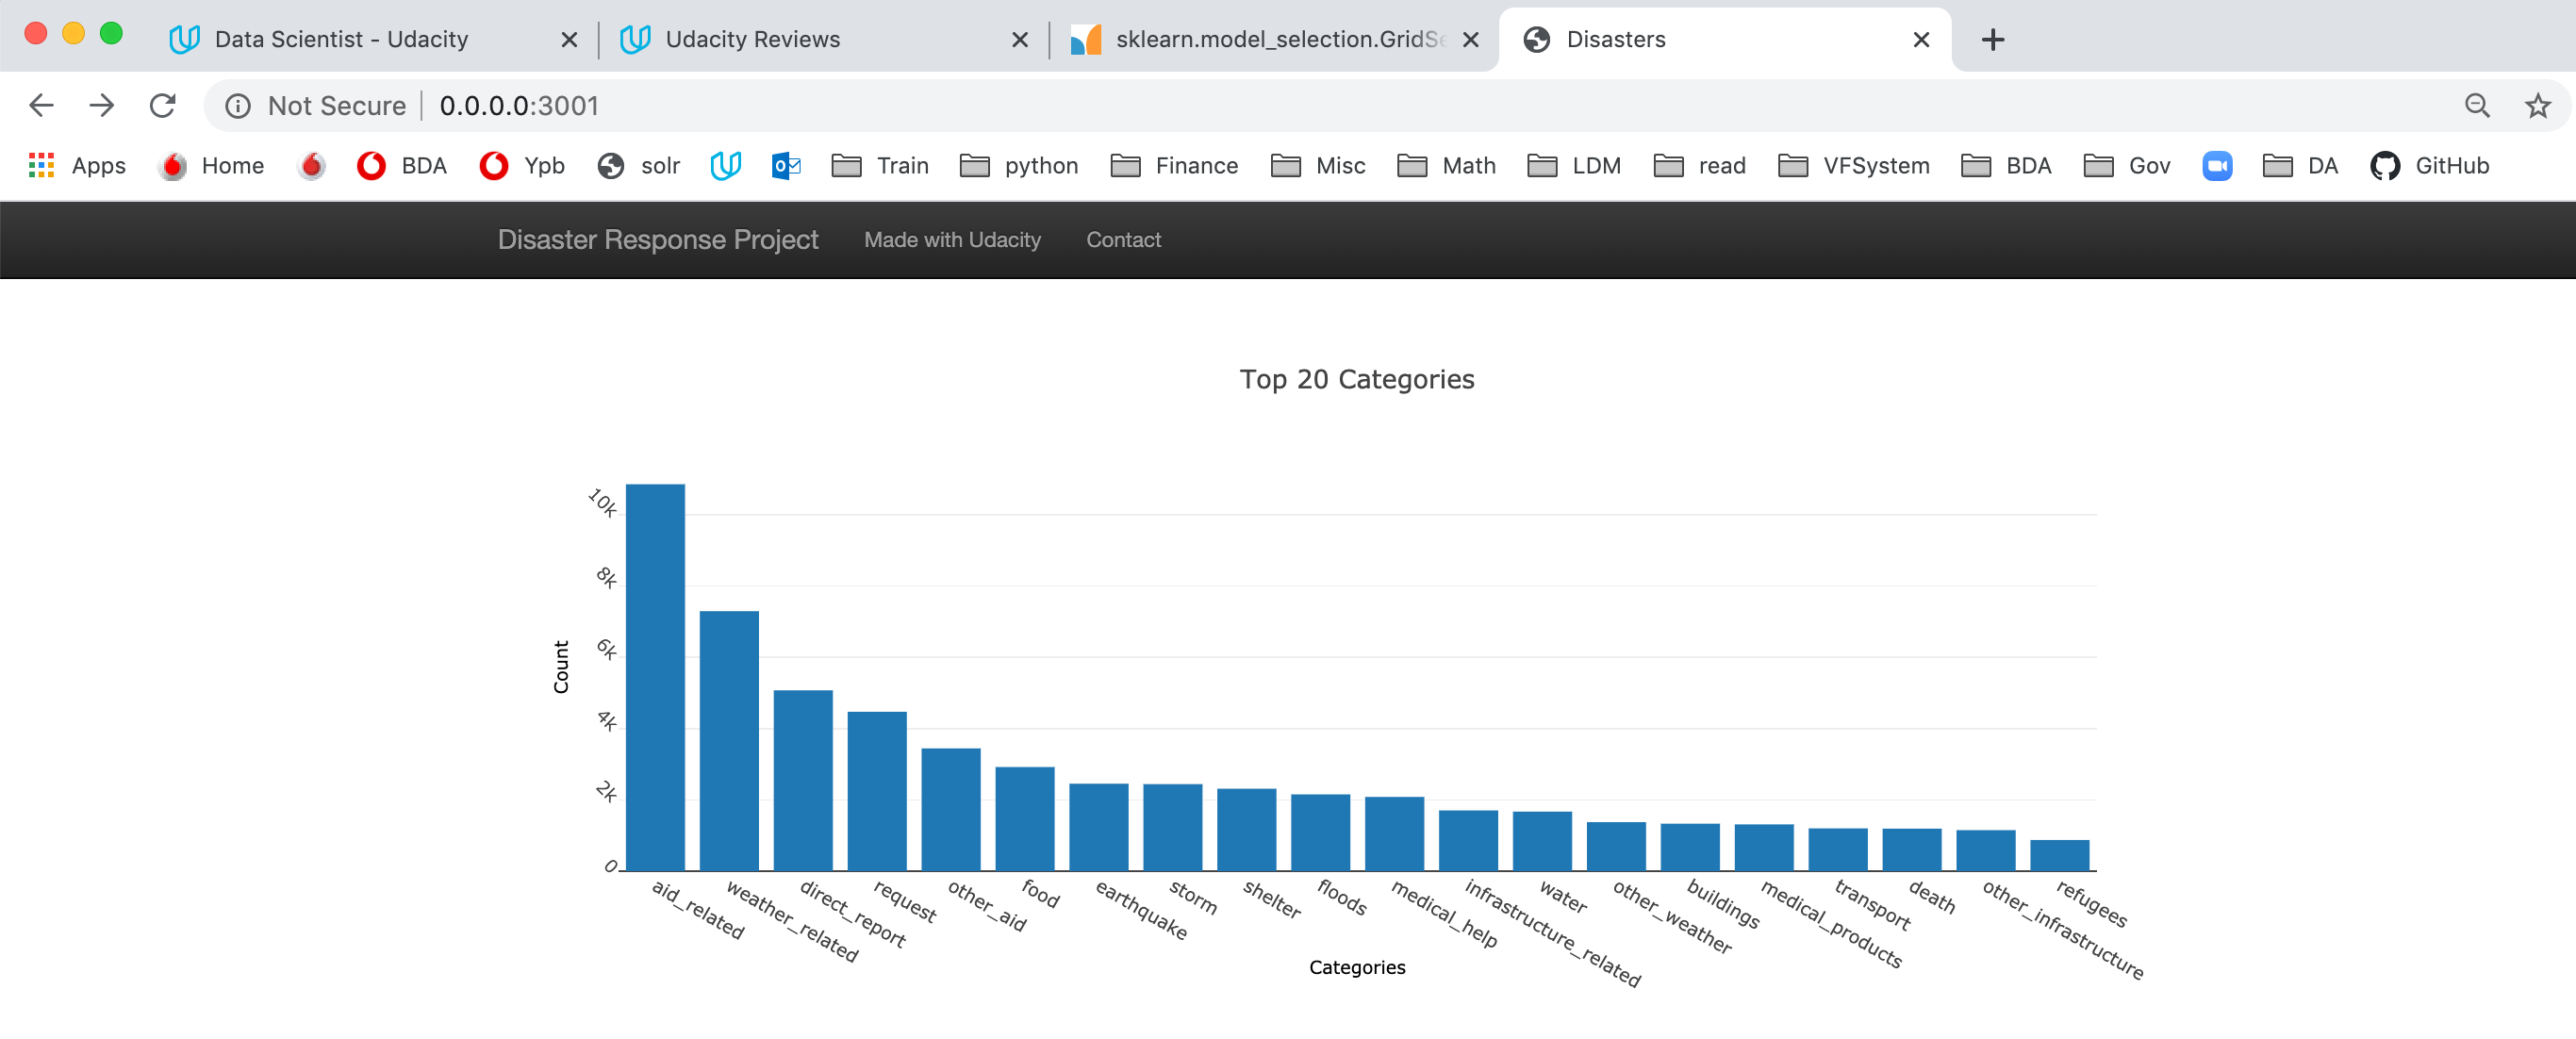 Data Scientist - Udacity
Udacity Reviews
sklearn.model_selection.GridSe
Disasters
Not Secure
0.0.0.0:3001
Apps
Home
BDA
Ypb
solr
Train
python
Finance
Misc
Math
LDM
read
VFSystem
BDA
Gov
DA
GitHub
Disaster Response Project
Made with Udacity
Contact
Top 20 Categories
10k
8k
6k
4k
2k
0
Count
aid_related
weather_related
direct_report
request
other_aid
food
earthquake
storm
shelter
floods
medical_help
infrastructure_related
water
other_weather
buildings
medical_products
transport
death
other_infrastructure
refugees
Categories